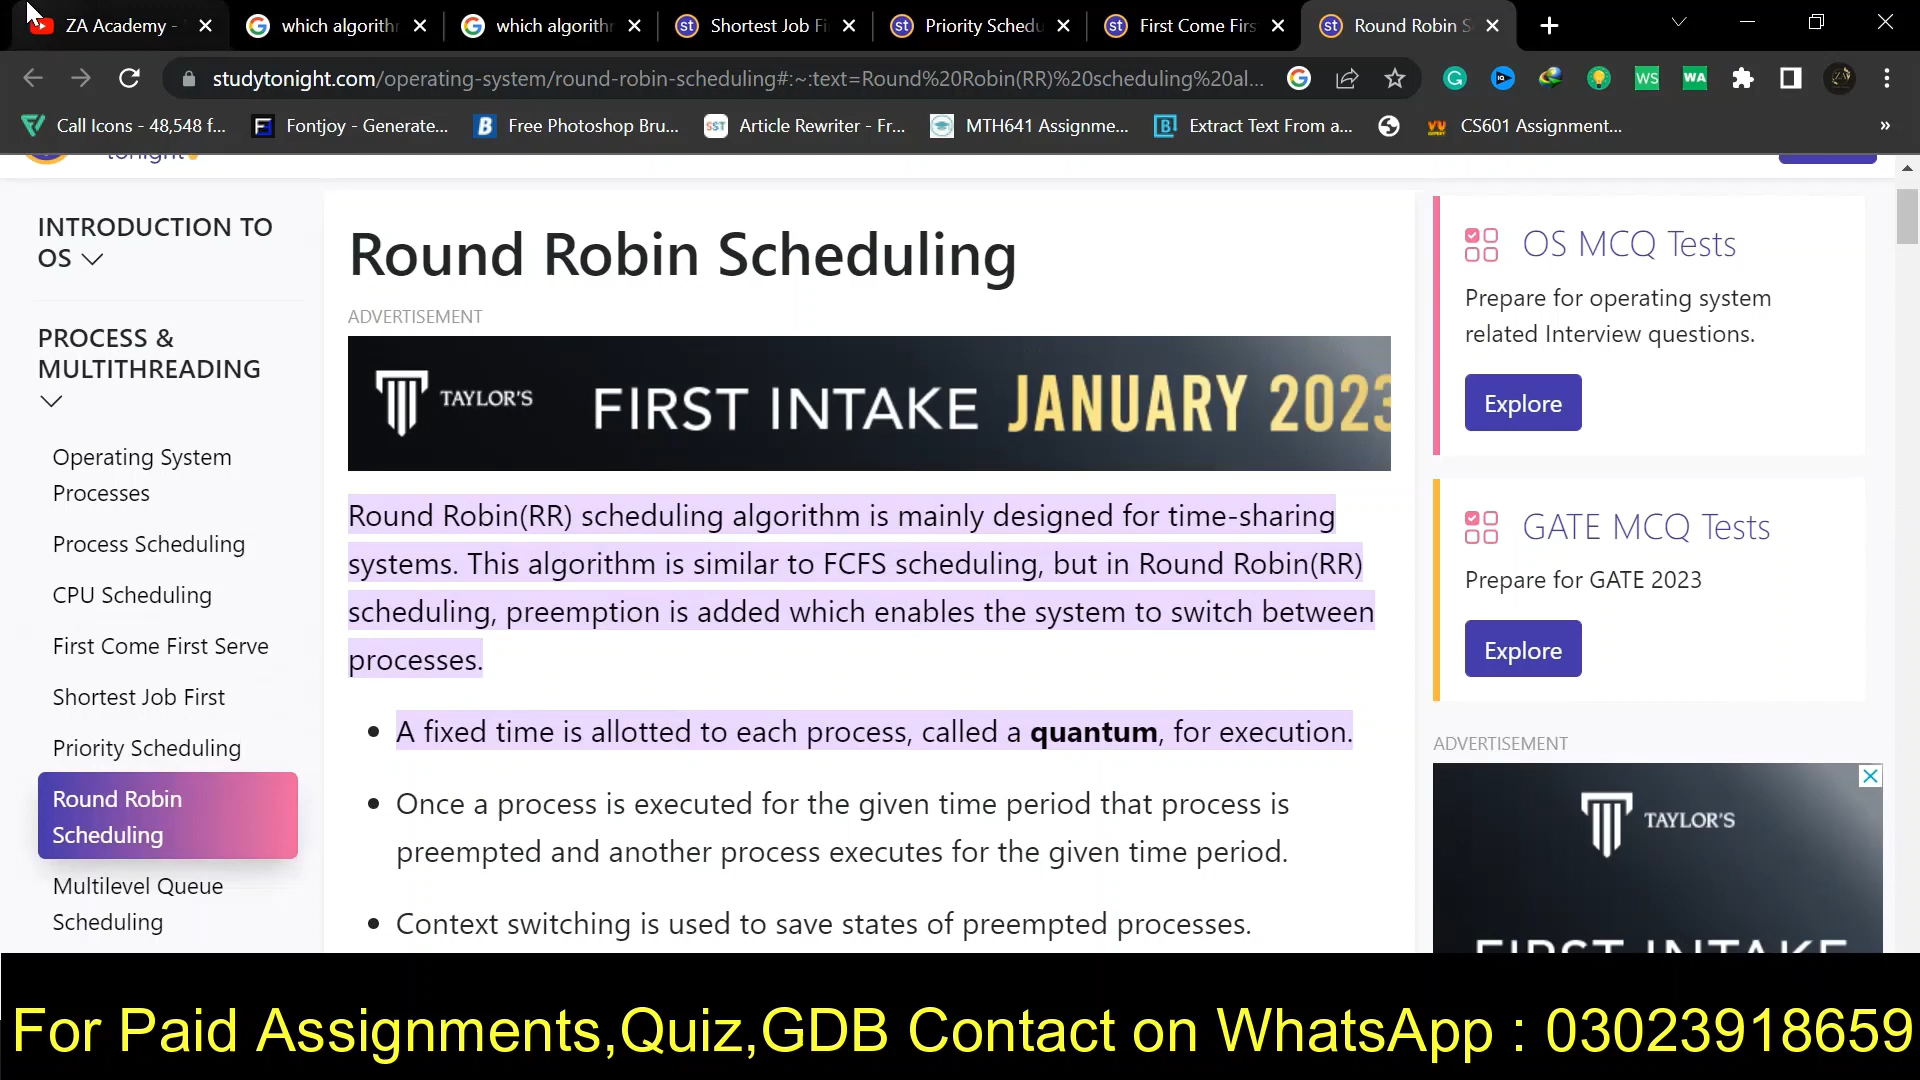 ZA Academy -
which algorithr
which algorithr
Shortest Job Fi
Priority Schedu
First Come Firs
Round Robin S
studytonight.com/operating-system/round-robin-scheduling#:~:text=Round%20Robin(RR)%20scheduling%20al...
Call Icons - 48,548 f...
Fontjoy - Generate...
Free Photoshop Bru...
Article Rewriter - Fr...
MTH641 Assignme...
Extract Text From a...
CS601 Assignment...
tonight
INTRODUCTION TO
OS
PROCESS &
MULTITHREADING
Operating System
Processes
Process Scheduling
CPU Scheduling
First Come First Serve
Shortest Job First
Priority Scheduling
Round Robin
Scheduling
Multilevel Queue
Scheduling
Round Robin Scheduling
ADVERTISEMENT
TAYLOR'S FIRST INTAKE JANUARY 2023
Round Robin(RR) scheduling algorithm is mainly designed for time-sharing
systems. This algorithm is similar to FCFS scheduling, but in Round Robin(RR)
scheduling, preemption is added which enables the system to switch between
processes.
• A fixed time is allotted to each process, called a quantum, for execution.
• Once a process is executed for the given time period that process is
preempted and another process executes for the given time period.
• Context switching is used to save states of preempted processes.
OS MCQ Tests
Prepare for operating system
related Interview questions.
Explore
GATE MCQ Tests
Prepare for GATE 2023
Explore
ADVERTISEMENT
TAYLOR'S
FIRST INTAKE
For Paid Assignments,Quiz,GDB Contact on WhatsApp : 03023918659